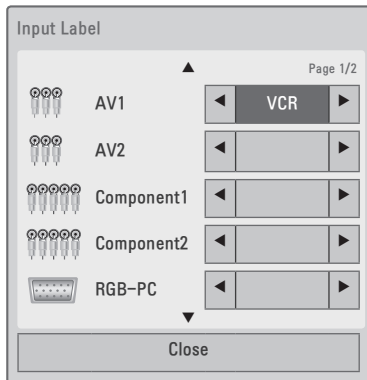 Input Label
Page 1/2
AV1
VCR
AV2
Component1
Component2
RGB-PC
Close